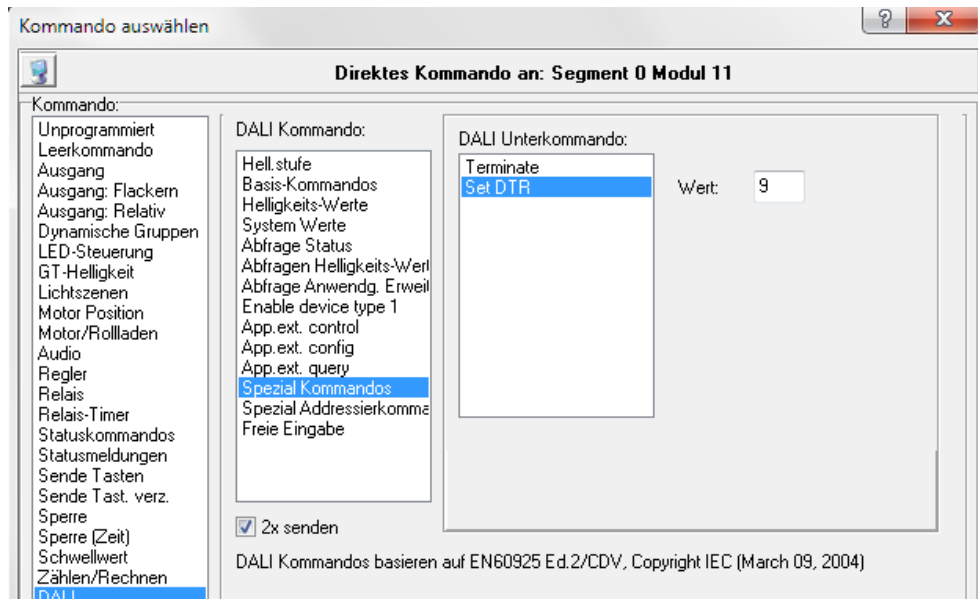 Kommando auswählen
Direktes Kommando an: Segment 0 Modul 11
Kommando:
Unprogrammiert
Leerkommando
Ausgang
Ausgang: Flackern
Ausgang: Relativ
Dynamische Gruppen
LED-Steuerung
GT-Helligkeit
Lichtszenen
Motor Position
Motor/Rollladen
Audio
Regler
Relais
Relais-Timer
Statuskommandos
Statusmeldungen
Sende Tasten
Sende Tast. verz.
Sperre
Sperre (Zeit)
Schwellwert
Zählen/Rechnen
DALI
DALI Kommando:
Hell.stufe
Basis-Kommandos
Helligkeits-Werte
System Werte
Abfrage Status
Abfragen Helligkeits-Wert
Abfrage Anwendg. Erweit
Enable device type 1
App.ext. control
App.ext. config
App.ext. query
Spezial Kommandos
Spezial Addressierkomma
Freie Eingabe
DALI Unterkommando:
Terminate
Set DTR
Wert: 9
2x senden
DALI Kommandos basieren auf EN60925 Ed.2/CDV, Copyright IEC (March 09, 2004)